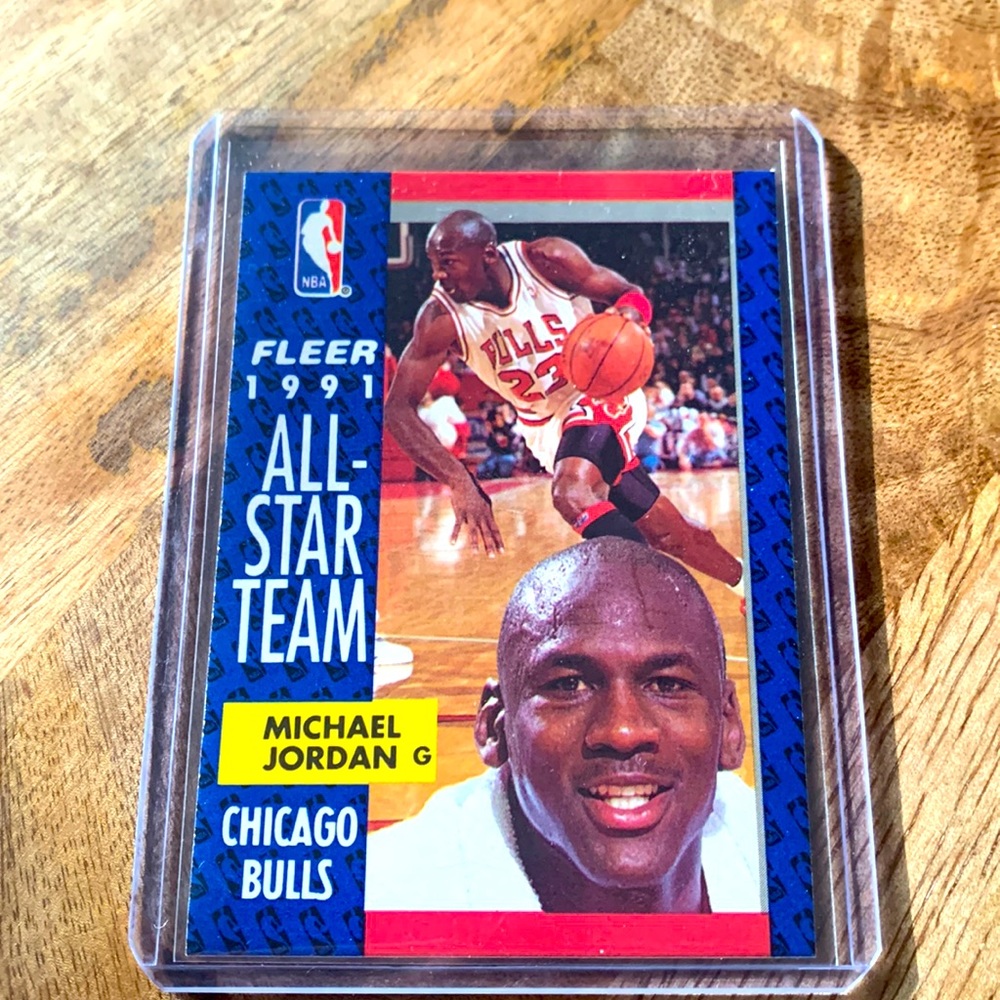 NBA
FLEER
1991
ALL-
STAR
TEAM
MICHAEL
JORDAN G
CHICAGO
BULLS
BULLS
23